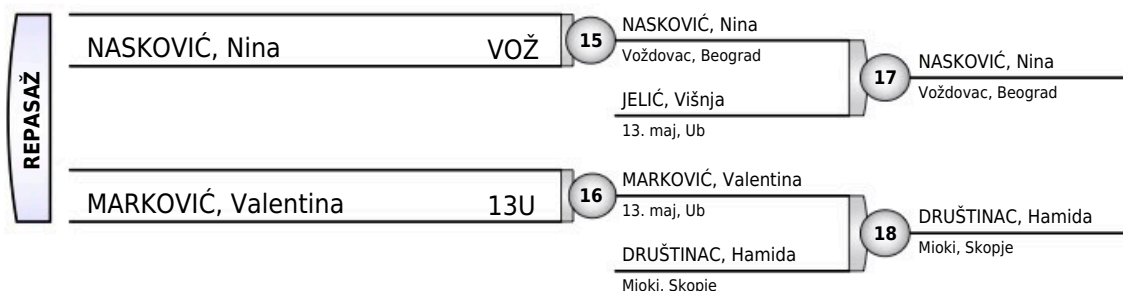 REPASAŽ
NASKOVIĆ, Nina VOŽ
15
NASKOVIĆ, Nina
Voždovac, Beograd
JELIĆ, Višnja
13. maj, Ub
17
NASKOVIĆ, Nina
Voždovac, Beograd
MARKOVIĆ, Valentina 13U
16
MARKOVIĆ, Valentina
13. maj, Ub
DRUŠTINAC, Hamida
Mioki, Skopje
18
DRUŠTINAC, Hamida
Mioki, Skopje